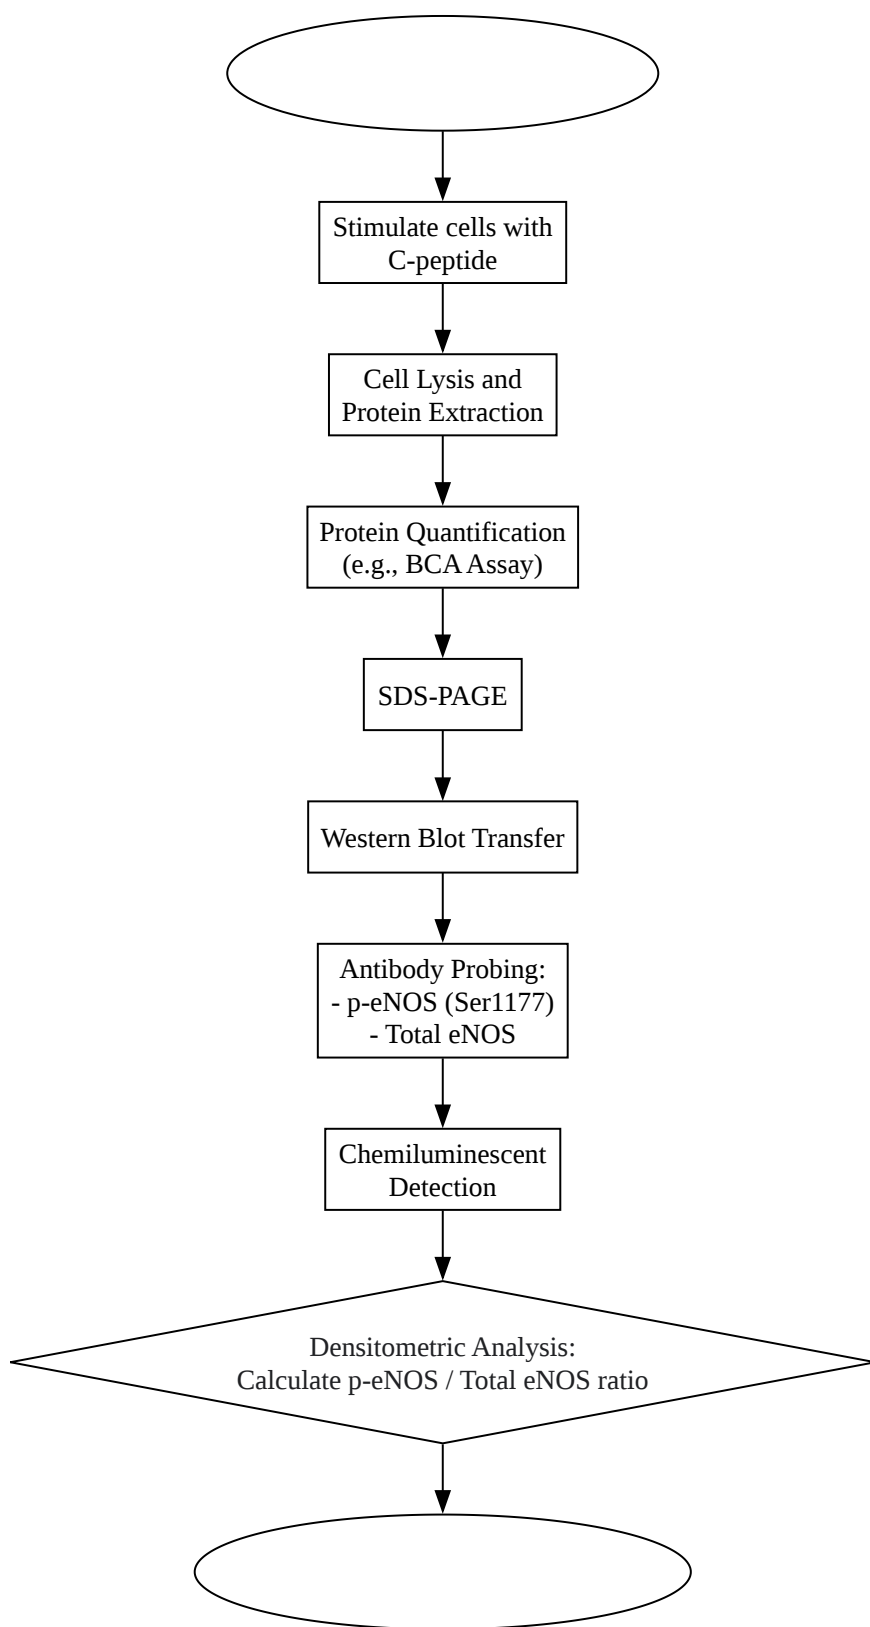 Stimulate cells with
C-peptide
Cell Lysis and
Protein Extraction
Protein Quantification
(e.g., BCA Assay)
SDS-PAGE
Western Blot Transfer
Antibody Probing:
- p-eNOS (Ser1177)
- Total eNOS
Chemiluminescent
Detection
Densitometric Analysis:
Calculate p-eNOS / Total eNOS ratio